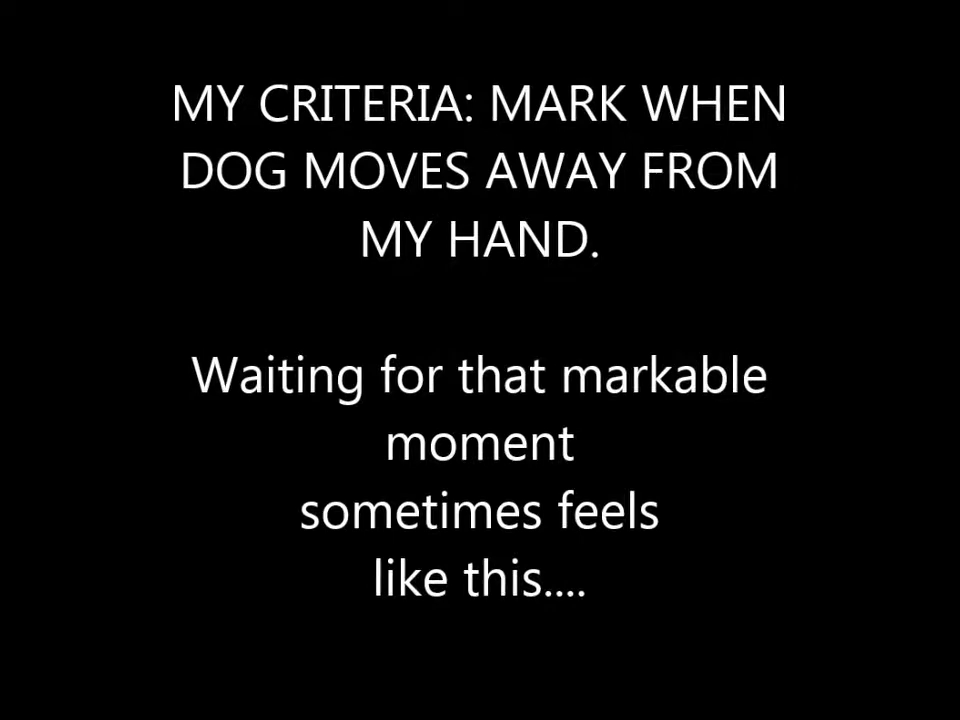 MY CRITERIA: MARK WHEN
DOG MOVES AWAY FROM
MY HAND.
Waiting for that markable
moment
sometimes feels
like this....